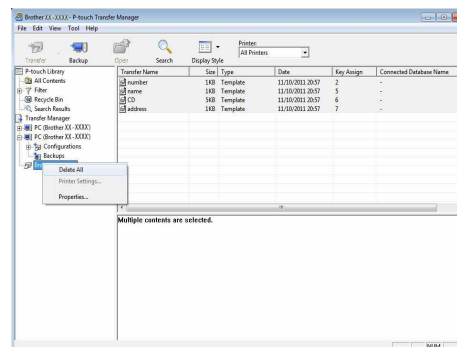 Brother XX-XXXX - P-touch Transfer Manager
File Edit View Tool Help
Transfer Backup Open Search Display Style Printer:
All Printers
P-touch Library
All Contents
Filter
Recycle Bin
Search Results
Transfer Manager
PC (Brother XX-XXXX)
PC (Brother XX-XXXX)
Configurations
Backups
Delete All
Printer Settings...
Properties...
Transfer Name Size Type Date Key Assign Connected Database Name
number 1KB Template 11/10/2011 20:57 2 -
name 1KB Template 11/10/2011 20:57 5 -
CD 5KB Template 11/10/2011 20:57 6 -
address 1KB Template 11/10/2011 20:57 7 -
Multiple contents are selected.
NUM